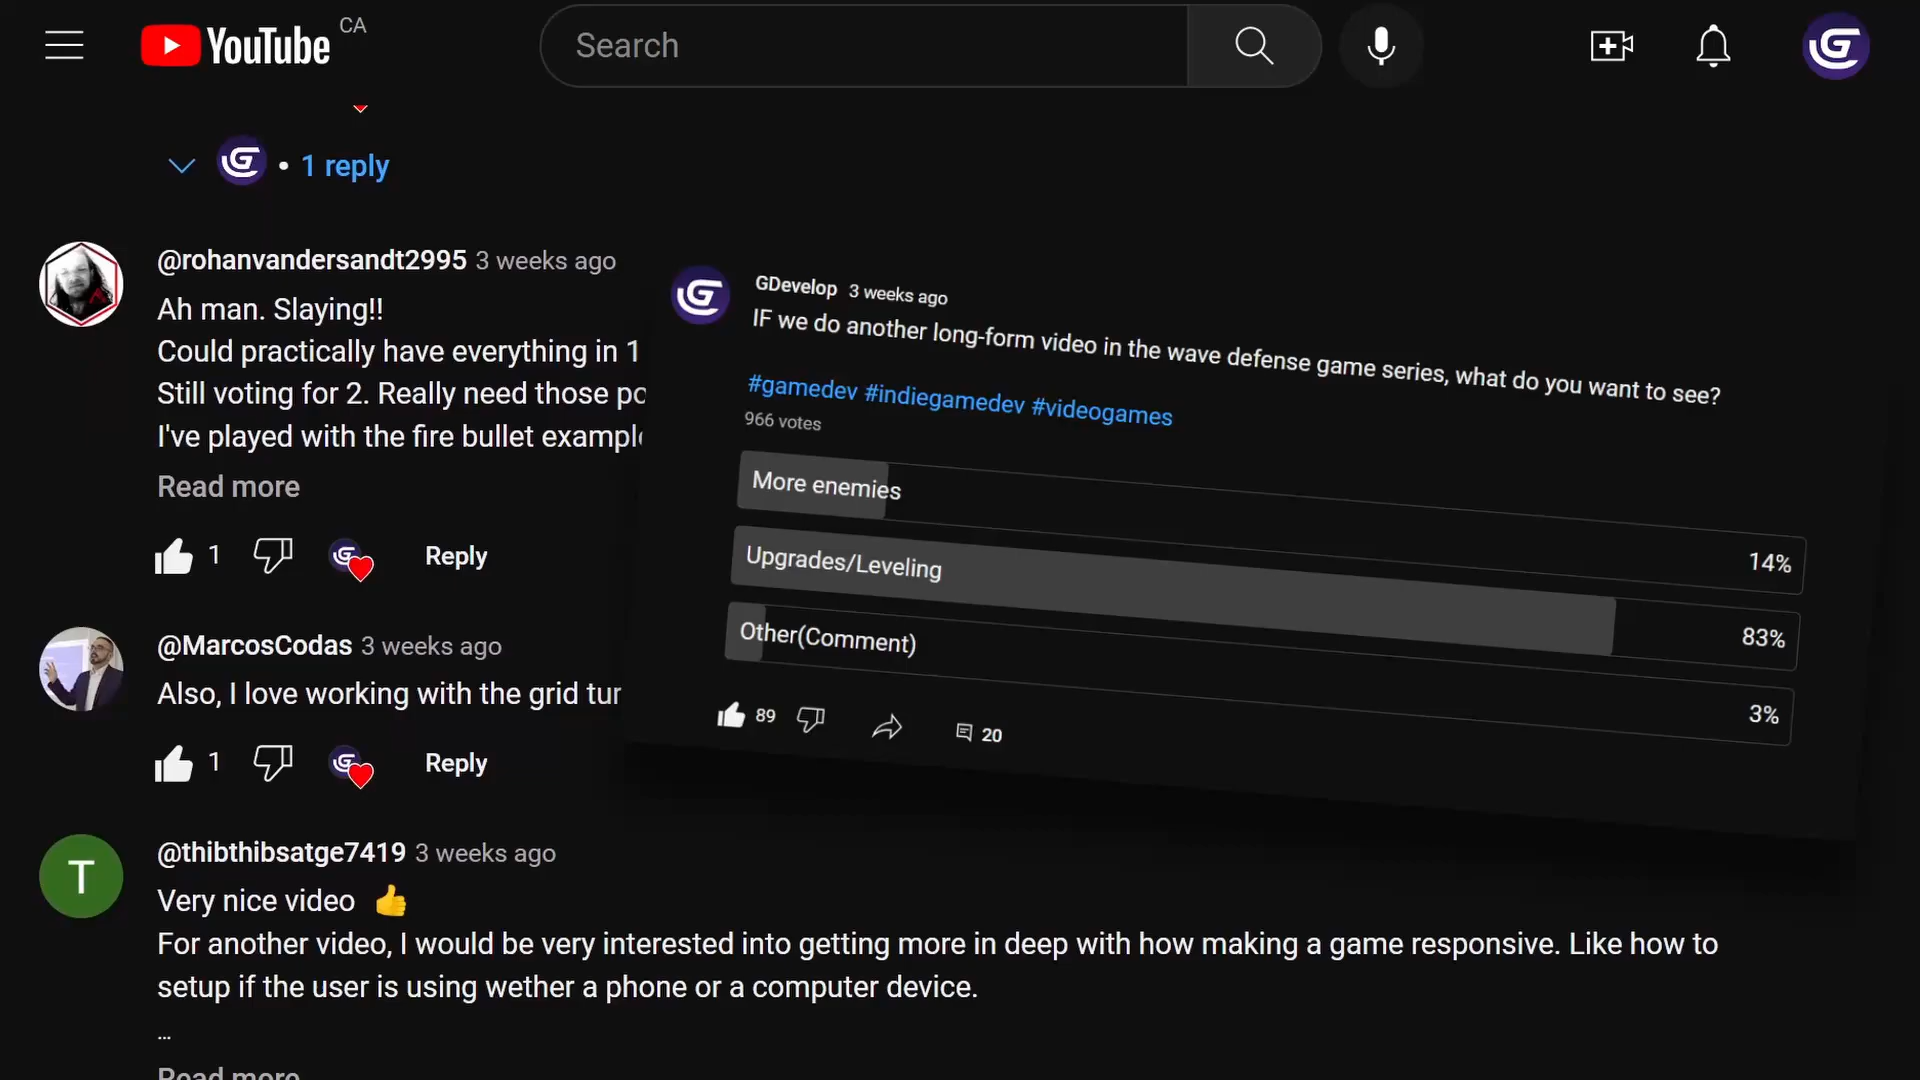 YouTube CA
Search
• 1 reply
@rohanvandersandt2995 3 weeks ago
Ah man. Slaying!!
Could practically have everything in 1
Still voting for 2. Really need those
I've played with the fire bullet
Read more
1
Reply
@MarcosCodas 3 weeks ago
Also, I love working with the grid
1
Reply
GDevelop 3 weeks ago
IF we do another long-form video in the wave defense game series, what do you want to see?
#gamedev #indiegamedev #videogames
966 votes
More enemies 14%
Upgrades/Leveling 83%
Other(Comment) 3%
89 20
@thibthibsatge7419 3 weeks ago
T
Very nice video 👍
For another video, I would be very interested into getting more in deep with how making a game responsive. Like how to
setup if the user is using wether a phone or a computer device.
...
Read more